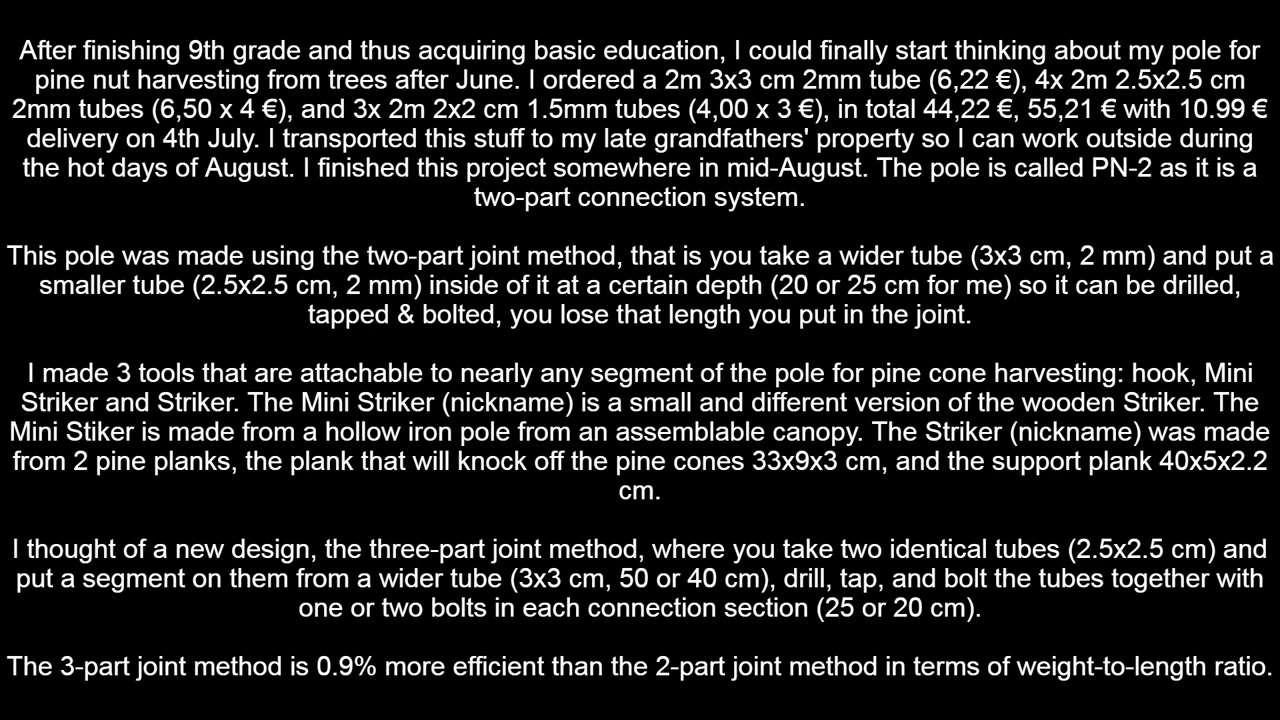 After finishing 9th grade and thus acquiring basic education, I could finally start thinking about my pole for
pine nut harvesting from trees after June. I ordered a 2m 3x3 cm 2mm tube (6,22 €), 4x 2m 2.5x2.5 cm
2mm tubes (6,50 x 4 €), and 3x 2m 2x2 cm 1.5mm tubes (4,00 x 3 €), in total 44,22 €, 55,21 € with 10.99 €
delivery on 4th July. I transported this stuff to my late grandfathers' property so I can work outside during
the hot days of August. I finished this project somewhere in mid-August. The pole is called PN-2 as it is a
two-part connection system.
This pole was made using the two-part joint method, that is you take a wider tube (3x3 cm, 2 mm) and put a
smaller tube (2.5x2.5 cm, 2 mm) inside of it at a certain depth (20 or 25 cm for me) so it can be drilled,
tapped & bolted, you lose that length you put in the joint.
I made 3 tools that are attachable to nearly any segment of the pole for pine cone harvesting: hook, Mini
Striker and Striker. The Mini Striker (nickname) is a small and different version of the wooden Striker. The
Mini Stiker is made from a hollow iron pole from an assemblable canopy. The Striker (nickname) was made
from 2 pine planks, the plank that will knock off the pine cones 33x9x3 cm, and the support plank 40x5x2.2
cm.
I thought of a new design, the three-part joint method, where you take two identical tubes (2.5x2.5 cm) and
put a segment on them from a wider tube (3x3 cm, 50 or 40 cm), drill, tap, and bolt the tubes together with
one or two bolts in each connection section (25 or 20 cm).
The 3-part joint method is 0.9% more efficient than the 2-part joint method in terms of weight-to-length ratio.